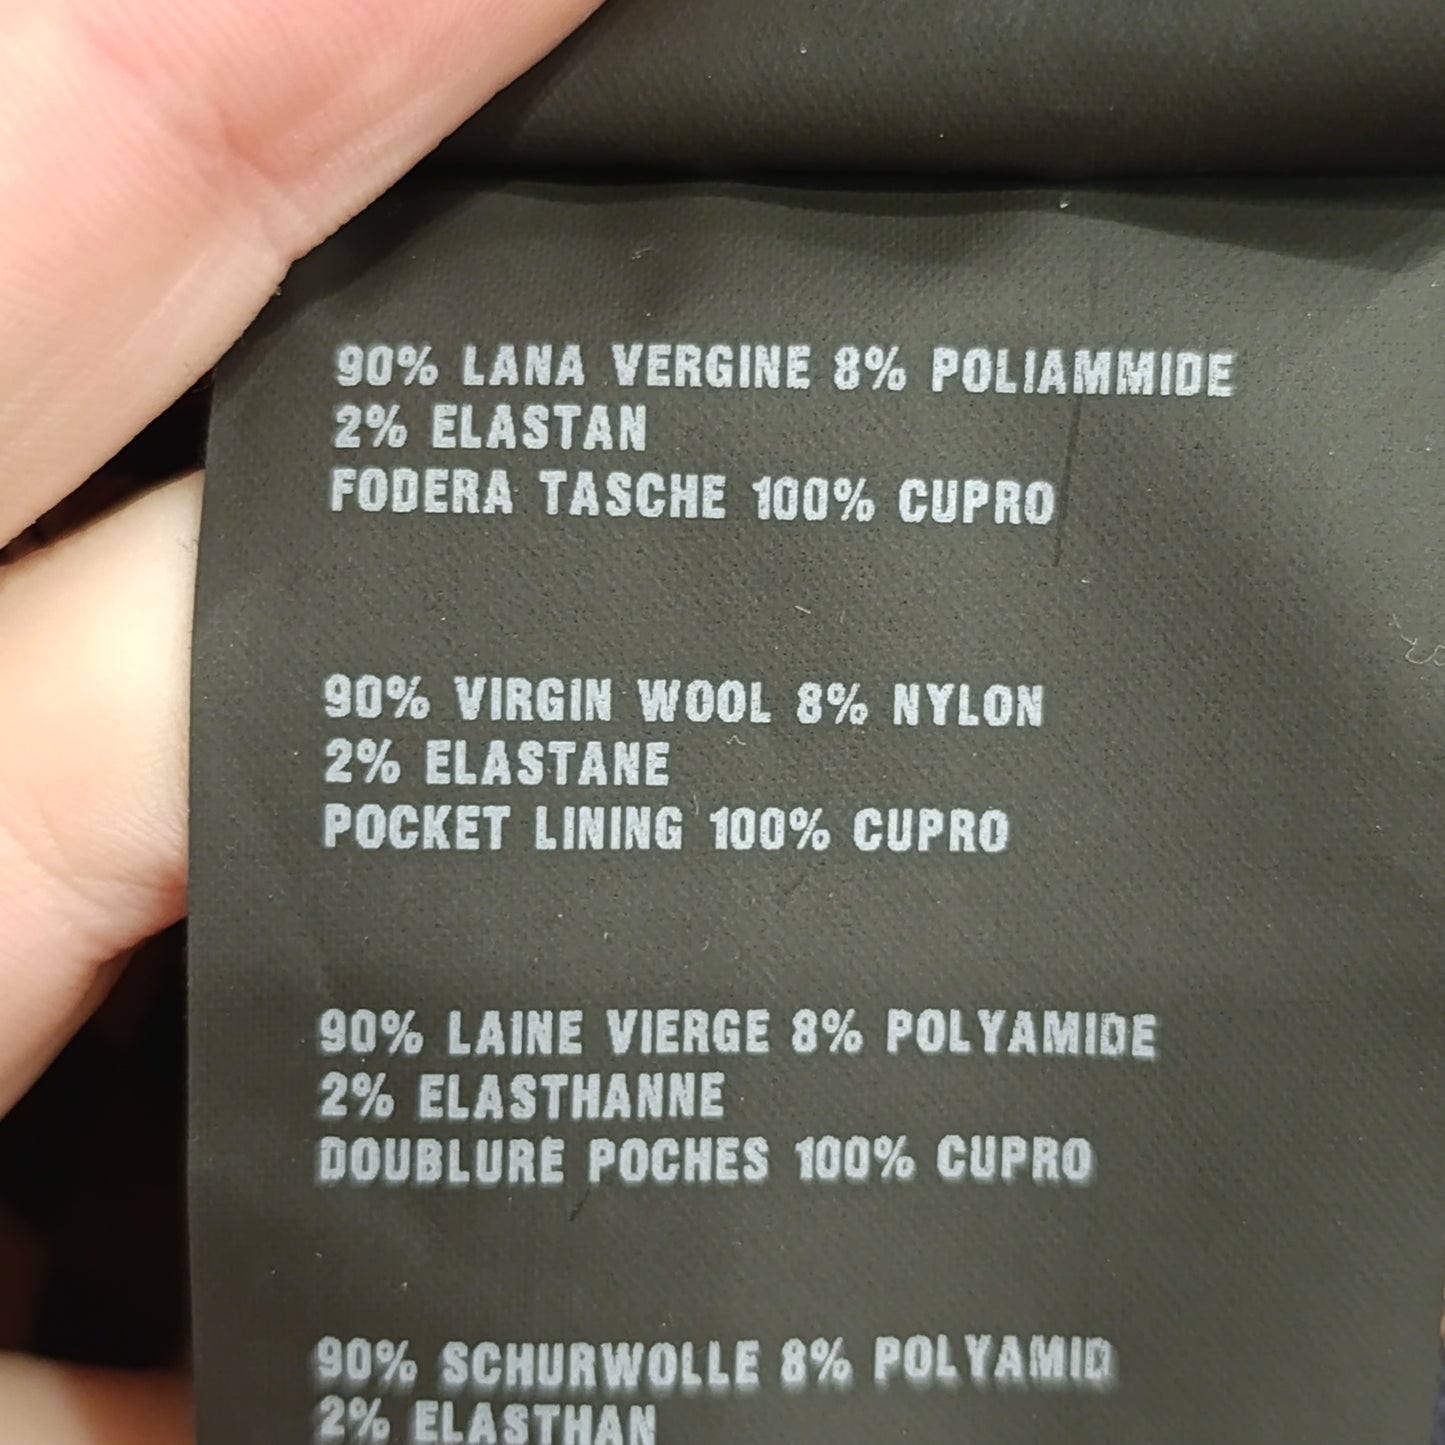 90% LANA VERGINE 8% POLIAMMIDE
2% ELASTAN
FODERA TASCHE 100% CUPRO
90% VIRGIN WOOL 8% NYLON
2% ELASTANE
POCKET LINING 100% CUPRO
90% LAINE VIERGE 8% POLYAMIDE
2% ELASTHANNE
DOUBLURE POCHES 100% CUPRO
90% SCHURWOLLE 8% POLYAMID
2% ELASTHAN